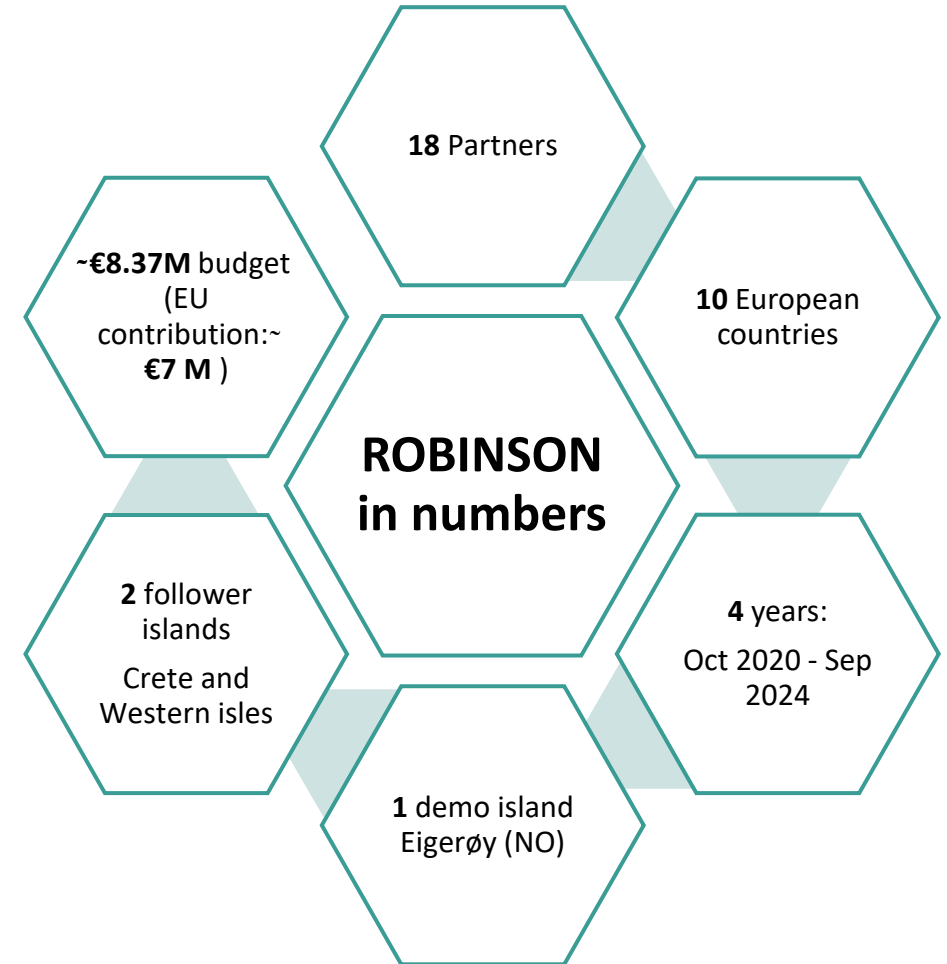 18 Partners
~€8.37M budget
(EU
contribution:~
€7 M )
10 European
countries
ROBINSON
in numbers
2 follower
islands
Crete and
Western isles
4 years:
Oct 2020 - Sep
2024
1 demo island
Eigerøy (NO)